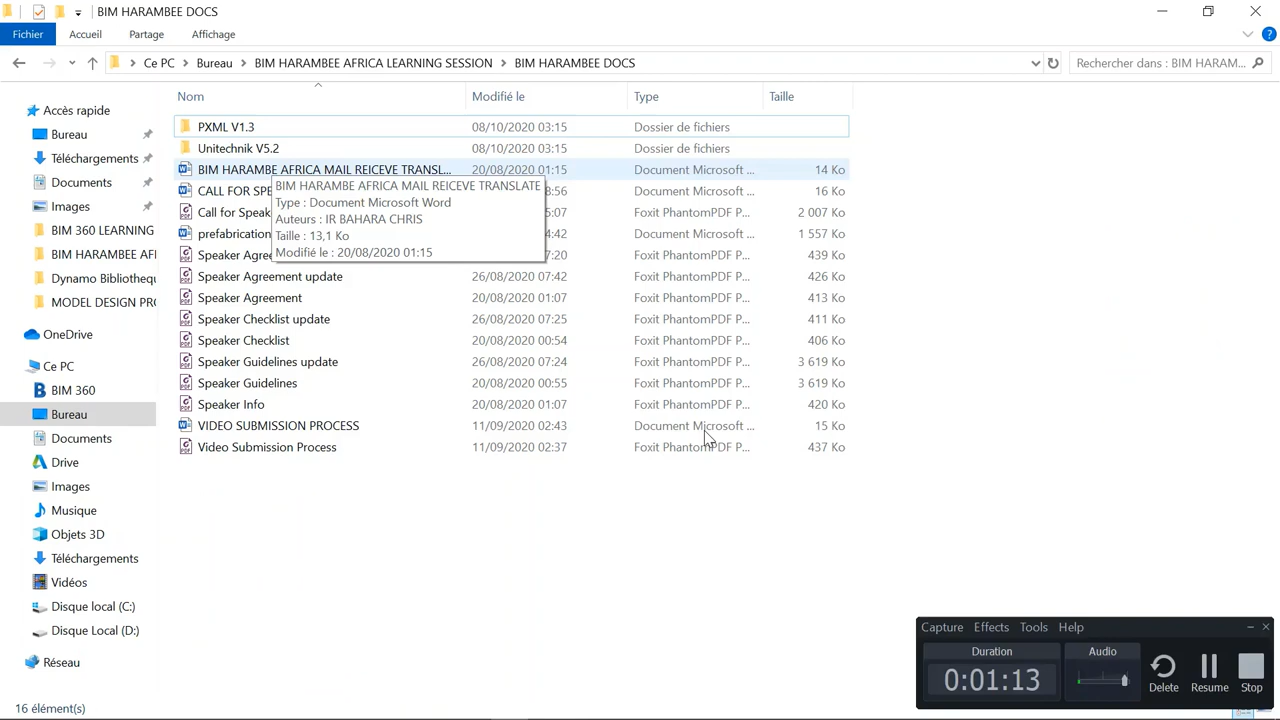 BIM HARAMBEE DOCS
Fichier Accueil Partage Affichage
Ce PC Bureau BIM HARAMBEE AFRICA LEARNING SESSION BIM HARAMBEE DOCS Rechercher dans : BIM HARAM...
Nom Modifié le Type Taille
Accès rapide
Bureau
Téléchargements
Documents
Images
BIM 360 LEARNING
BIM HARAMBEE AFI
Dynamo Bibliothequ
MODEL DESIGN PRO
OneDrive
Ce PC
BIM 360
Bureau
Documents
Drive
Images
Musique
Objets 3D
Téléchargements
Vidéos
Disque local (C:)
Disque Local (D:)
Réseau
PXML V1.3 08/10/2020 03:15 Dossier de fichiers
Unitechnik V5.2 08/10/2020 03:15 Dossier de fichiers
BIM HARAMBE AFRICA MAIL REICEVE TRANSL... 20/08/2020 01:15 Document Microsoft ... 14 Ko
CALL FOR SPE 8:56 Document Microsoft ... 16 Ko
Call for Speak 5:07 Foxit PhantomPDF P... 2 007 Ko
prefabrication 9:40 Document Microsoft ... 1 557 Ko
Speaker Agre 7:20 Foxit PhantomPDF P... 439 Ko
BIM HARAMBE AFRICA MAIL REICEVE TRANSLATE
Type : Document Microsoft Word
Auteurs : IR BAHARA CHRIS
Taille : 13,1 Ko
Modifié le : 20/08/2020 01:15
Speaker Agreement update 26/08/2020 07:42 Foxit PhantomPDF P... 426 Ko
Speaker Agreement 20/08/2020 01:07 Foxit PhantomPDF P... 413 Ko
Speaker Checklist update 26/08/2020 07:25 Foxit PhantomPDF P... 411 Ko
Speaker Checklist 20/08/2020 00:54 Foxit PhantomPDF P... 406 Ko
Speaker Guidelines update 26/08/2020 07:24 Foxit PhantomPDF P... 3 619 Ko
Speaker Guidelines 20/08/2020 00:55 Foxit PhantomPDF P... 3 619 Ko
Speaker Info 20/08/2020 01:07 Foxit PhantomPDF P... 420 Ko
VIDEO SUBMISSION PROCESS 11/09/2020 02:43 Document Microsoft ... 15 Ko
Video Submission Process 11/09/2020 02:37 Foxit PhantomPDF P... 437 Ko
Capture Effects Tools Help
Duration Audio
0:01:13
Delete Resume Stop
16 élément(s)